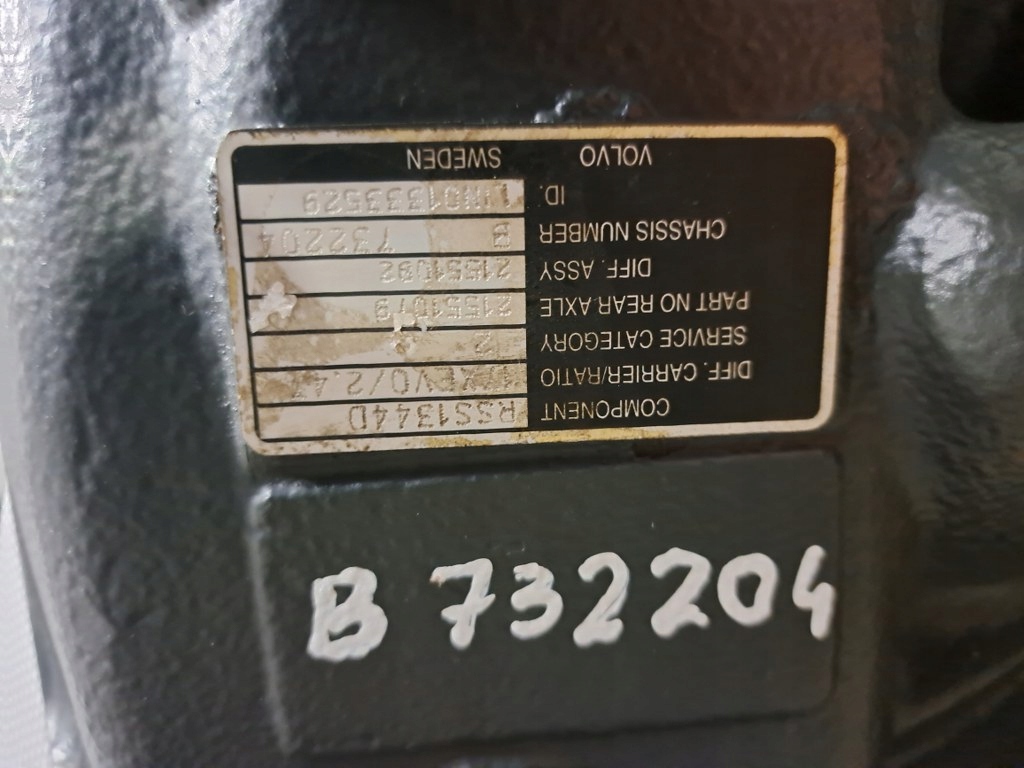 COMPONENT RSS1344D
DIFF. CARRIER/RATIO
SERVICE CATEGORY 2
PART NO REAR AXLE 21551079
DIFF. ASSY 21551092
CHASSIS NUMBER B 732204
ID.
VOLVO SWEDEN
B 732204